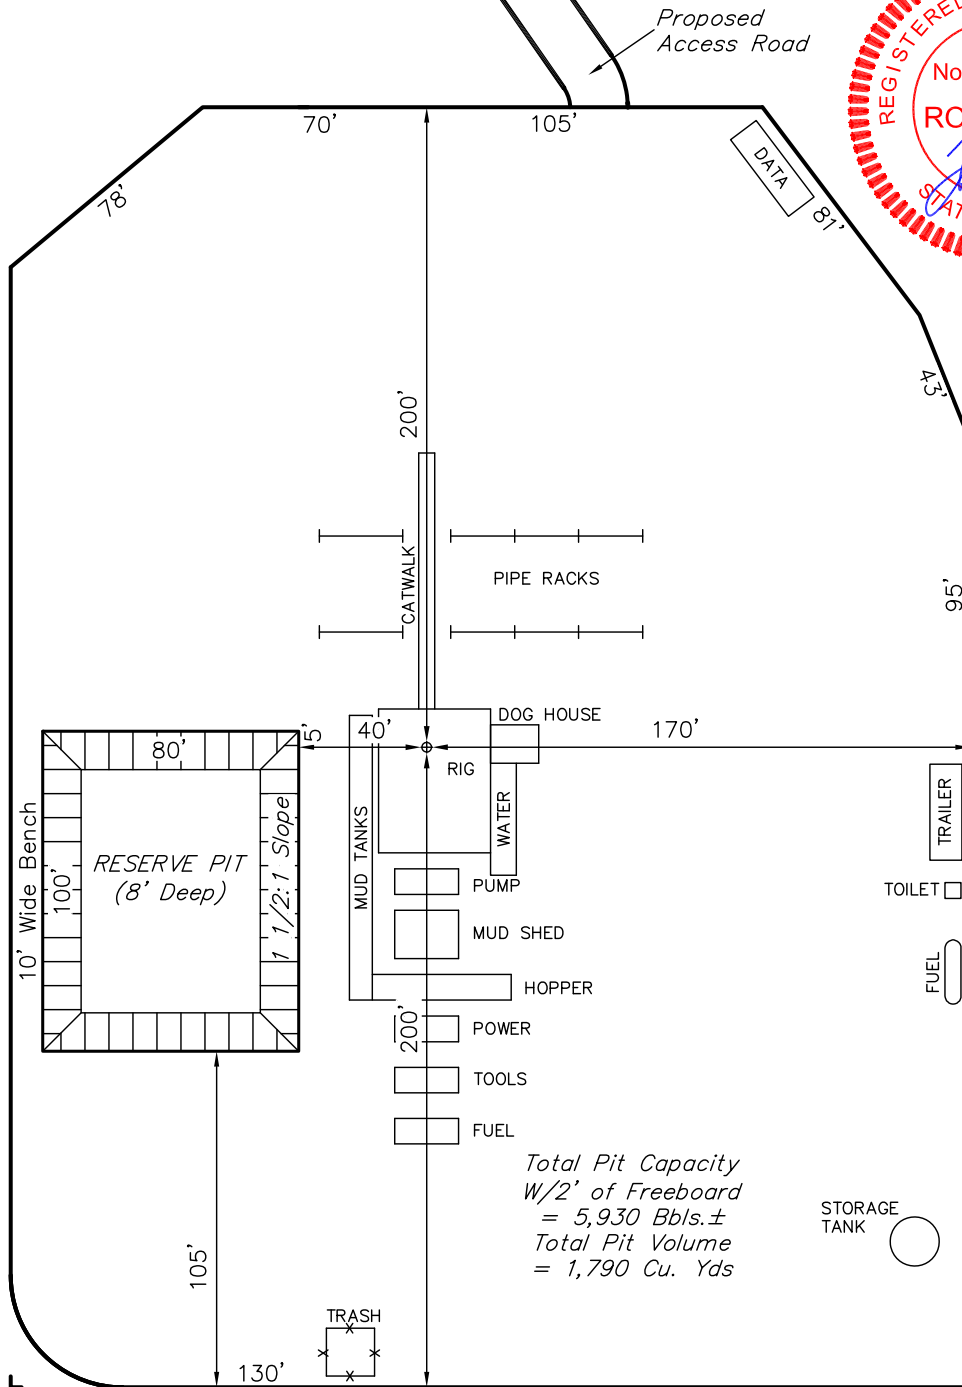 Proposed
Access Road
REGISTERED
No
RO
STAT
70'
105'
78'
DATA
81'
43'
200'
CATWALK
PIPE RACKS
95'
DOG HOUSE
5'
40'
170'
80'
RIG
MUD TANKS
WATER
TRAILER
10' Wide Bench
100'
RESERVE PIT
(8' Deep)
1 1/2:1 Slope
PUMP
TOILET
MUD SHED
FUEL
HOPPER
200'
POWER
TOOLS
FUEL
Total Pit Capacity
W/2' of Freeboard
= 5,930 Bbls.±
Total Pit Volume
= 1,790 Cu. Yds
STORAGE
TANK
105'
TRASH
130'